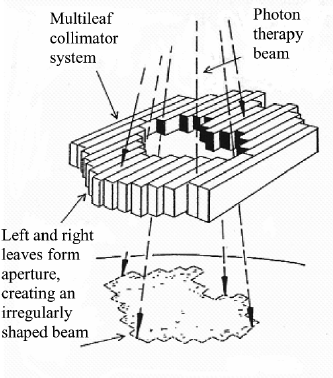 Multileaf
collimator
system
Photon
therapy
beam
Left and right
leaves form
aperture,
creating an
irregularly
shaped beam